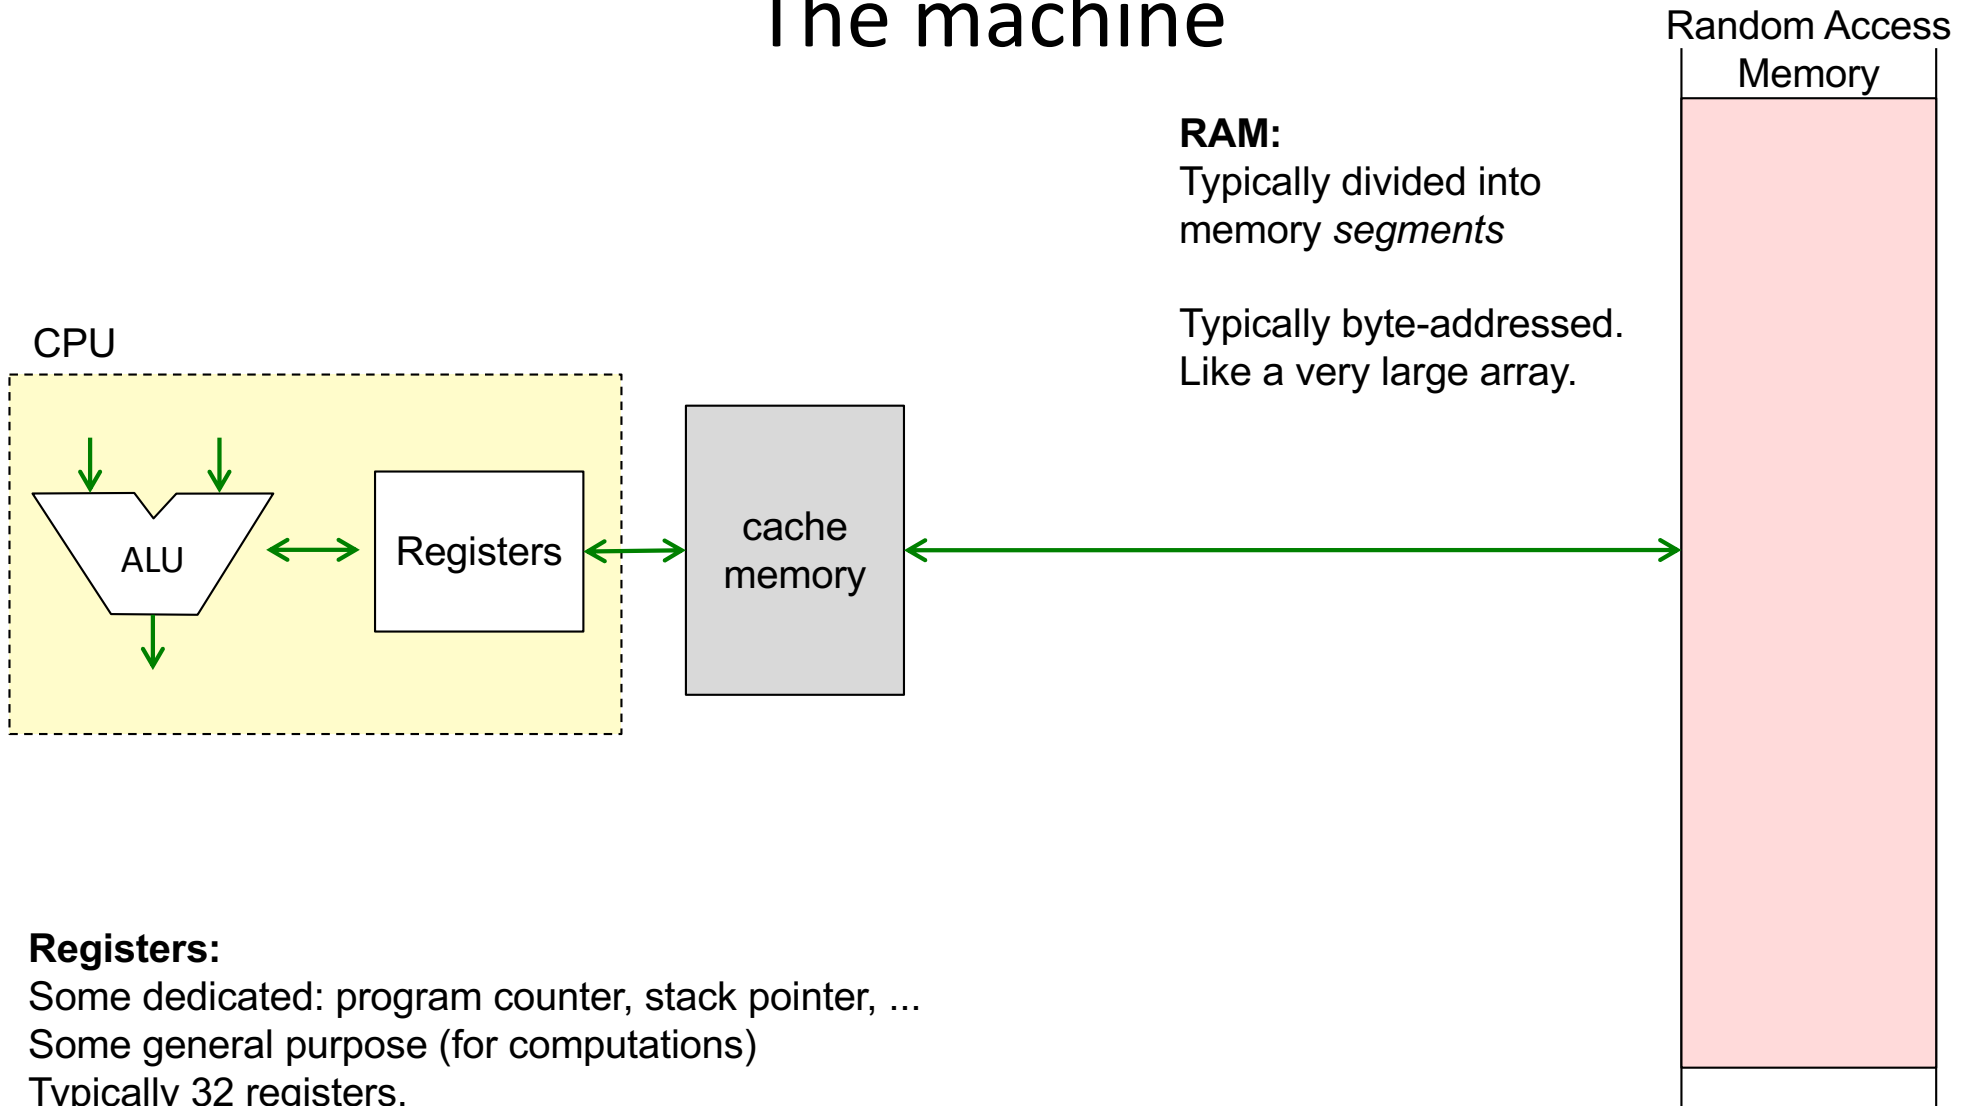 The machine
Random Access
Memory
RAM:
Typically divided into
memory segments
Typically byte-addressed.
Like a very large array.
CPU
ALU
Registers
cache
memory
Registers:
Some dedicated: program counter, stack pointer, ...
Some general purpose (for computations)
Typically 32 registers.